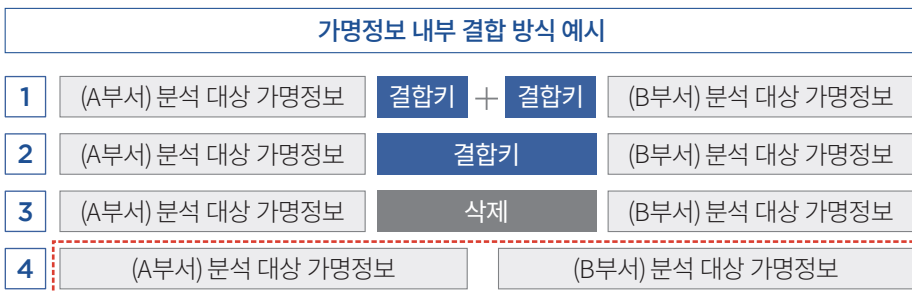 가명정보 내부 결합 방식 예시
1 (A부서) 분석 대상 가명정보 결합키 + 결합키 (B부서) 분석 대상 가명정보
2 (A부서) 분석 대상 가명정보 결합키 (B부서) 분석 대상 가명정보
3 (A부서) 분석 대상 가명정보 삭제 (B부서) 분석 대상 가명정보
4 (A부서) 분석 대상 가명정보 (B부서) 분석 대상 가명정보